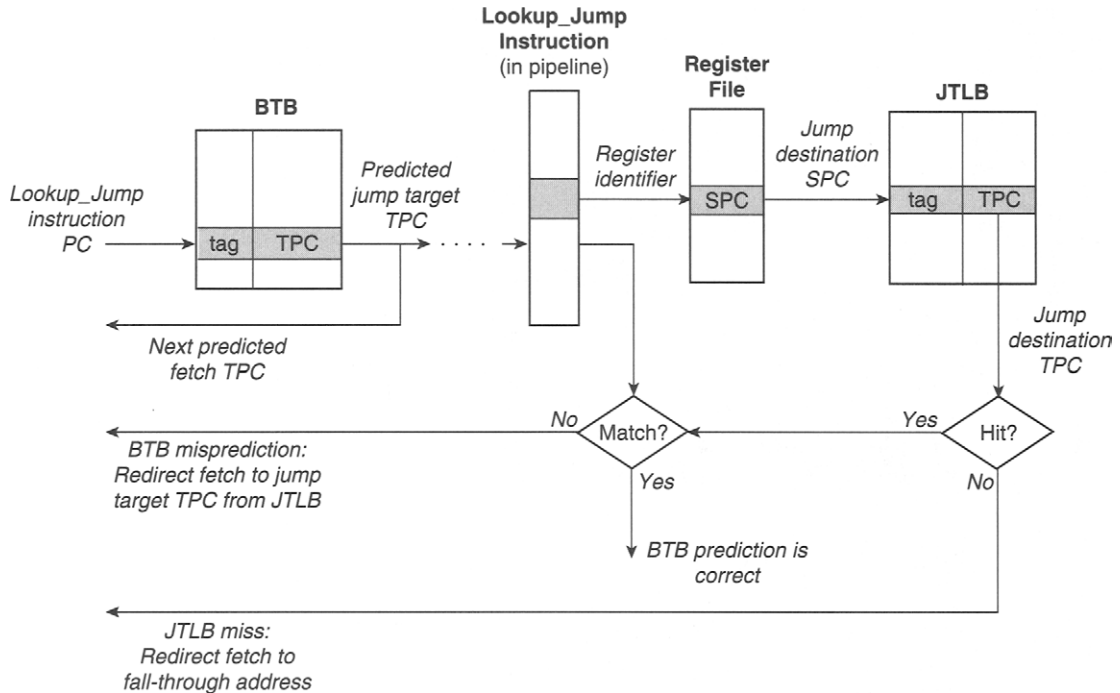 Lookup_Jump
Instruction
(in pipeline)
Register
File
BTB
JTLB
Lookup_Jump
instruction
PC
Predicted
jump target
TPC
Register
identifier
Jump
destination
SPC
tag TPC
. . . .
SPC
tag TPC
Next predicted
fetch TPC
Jump
destination
TPC
No
Match?
Yes
Hit?
BTB misprediction:
Redirect fetch to jump
target TPC from JTLB
Yes
No
BTB prediction is
correct
JTLB miss:
Redirect fetch to
fall-through address